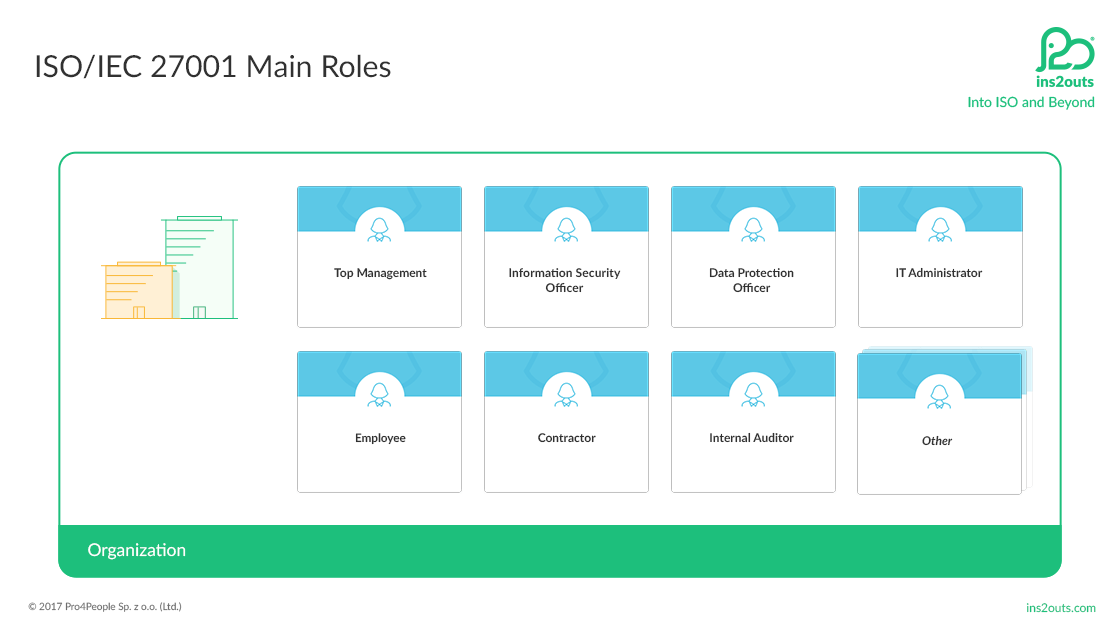 ISO/IEC 27001 Main Roles
ins2outs
Into ISO and Beyond
Top Management
Information Security
Officer
Data Protection
Officer
IT Administrator
Employee
Contractor
Internal Auditor
Other
Organization
© 2017 Pro4People Sp. z o.o. (Ltd.)
ins2outs.com